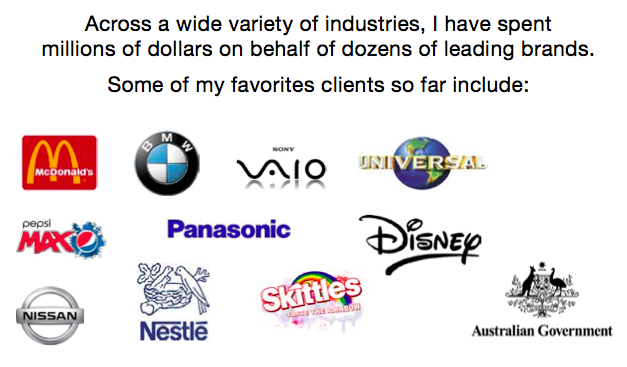 Across a wide variety of industries, I have spent
millions of dollars on behalf of dozens of leading brands.
Some of my favorites clients so far include:
McDonald's
BMW
SONY
VAIO
UNIVERSAL
pepsi
MAX
Panasonic
Disney
NISSAN
Nestlé
Skittles
TASTE THE RAINBOW
Australian Government